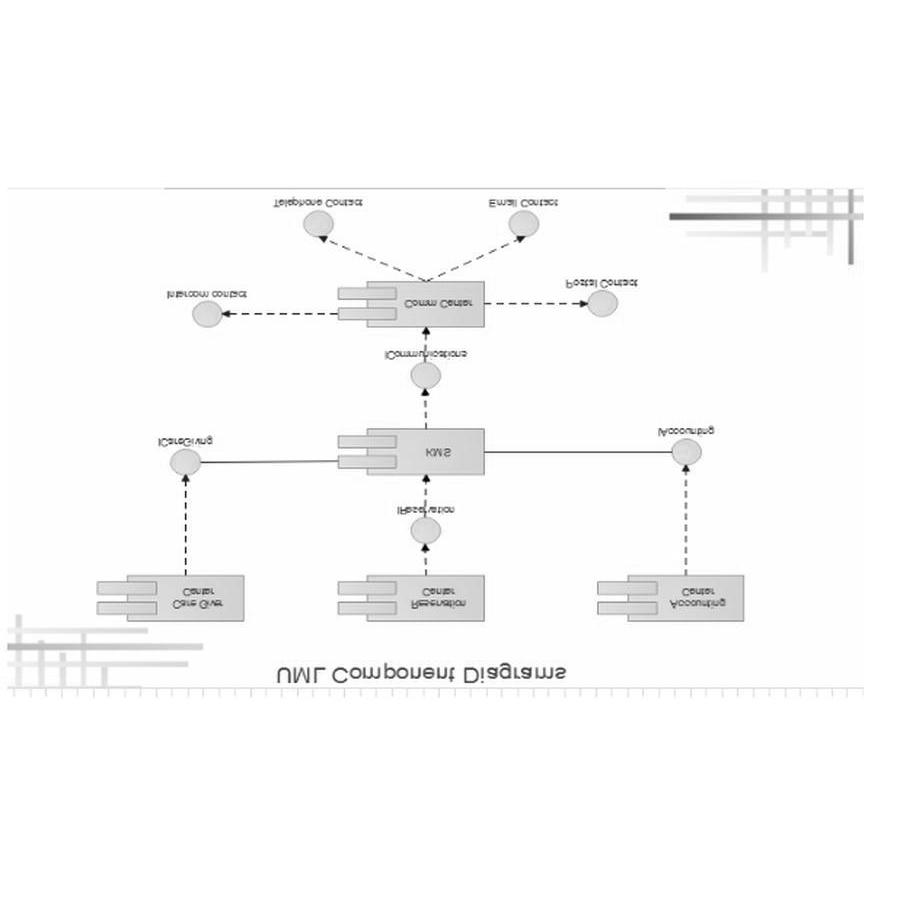 UML Component Diagrams
Care Giver
Center
Reservation
Center
Accounting
Center
IReservation
ICareGivng
KMS
IAccounting
ICommunications
Comm Center
Intercom contact
Postal Contact
Telephone Contact
Email Contact